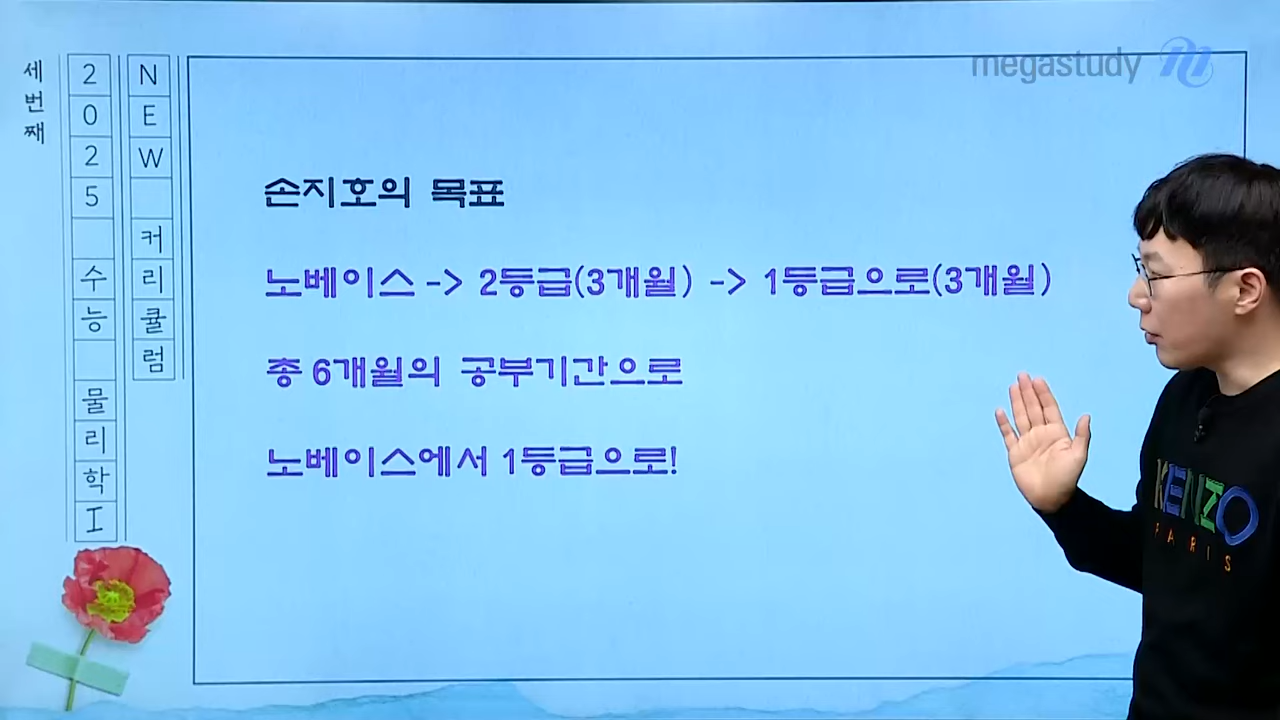 세번째
2025 수능 물리학 I
NEW 커리큘럼
megastudy
손지호의 목표
노베이스 -> 2등급(3개월) -> 1등급으로(3개월)
총 6개월의 공부기간으로
노베이스에서 1등급으로!
KENZO
PARIS